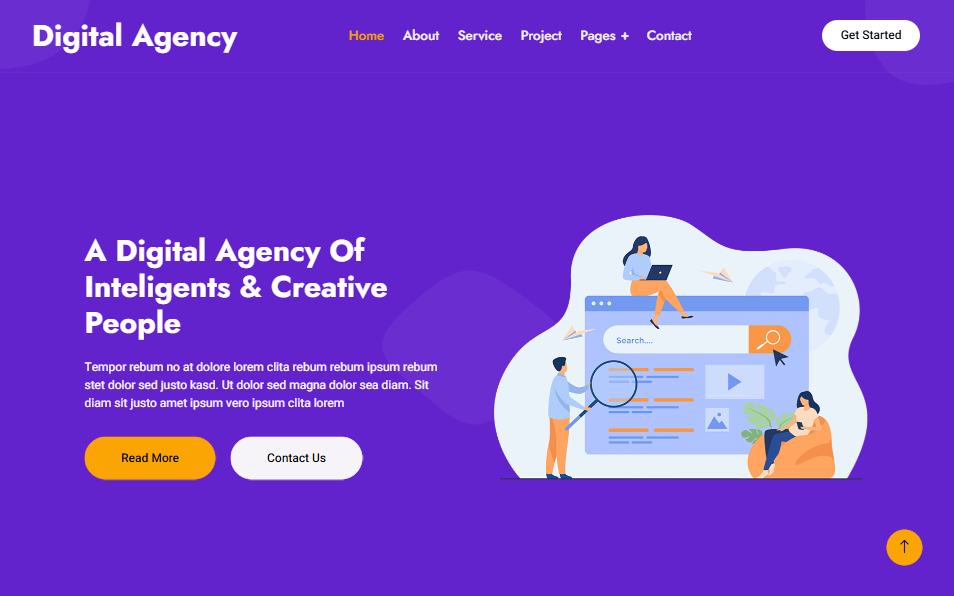 Digital Agency
Home About Service Project Pages + Contact
Get Started
A Digital Agency Of
Inteligents & Creative
People
Tempor rebum no at dolore lorem clita rebum rebum ipsum rebum
stet dolor sed justo kasd. Ut dolor sed magna dolor sea diam. Sit
diam sit justo amet ipsum vero ipsum clita lorem
Read More
Contact Us
Search....